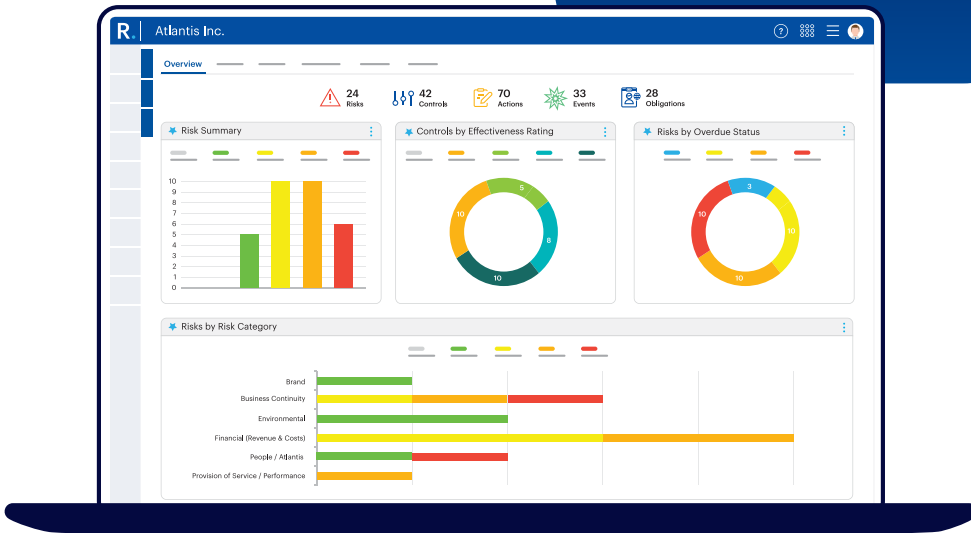 R. Atlantis Inc. ?
Overview
24 Risks
42 Controls
70 Actions
33 Events
28 Obligations
Risk Summary
Controls by Effectiveness Rating
Risks by Overdue Status
10
9
8
7
6
5
4
3
2
1
0
5
10
8
10
3
10
10
10
Risks by Risk Category
Brand
Business Continuity
Environmental
Financial (Revenue & Costs)
People / Atlantis
Provision of Service / Performance